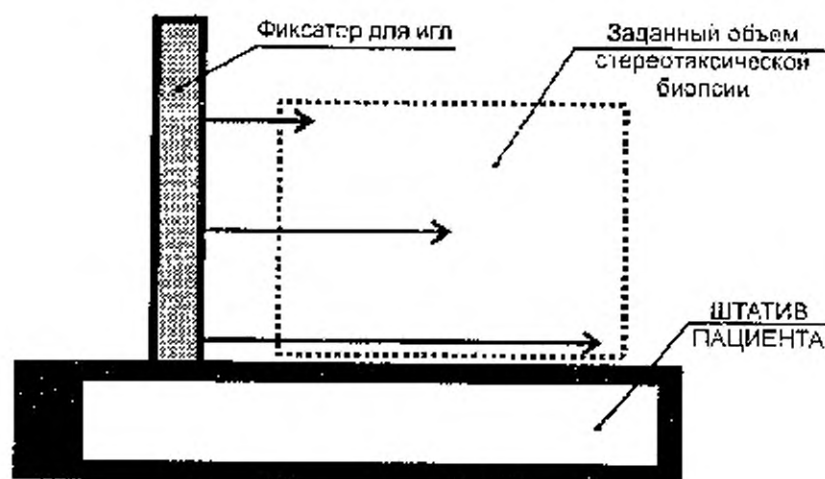 Фиксатор для игл
Заданный объем
стереотаксической
биопсии
ШТАТИВ
ПАЦИЕНТА